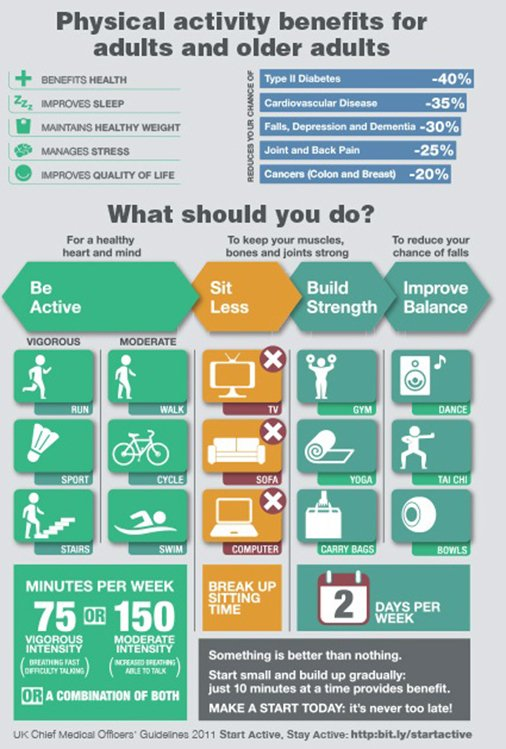 Physical activity benefits for
adults and older adults
BENEFITS HEALTH
IMPROVES SLEEP
MAINTAINS HEALTHY WEIGHT
MANAGES STRESS
IMPROVES QUALITY OF LIFE
REDUCES YOUR CHANCE OF
Type II Diabetes -40%
Cardiovascular Disease -35%
Falls, Depression and Dementia -30%
Joint and Back Pain -25%
Cancers (Colon and Breast) -20%
What should you do?
For a healthy
heart and mind
To keep your muscles,
bones and joints strong
To reduce your
chance of falls
Be
Active
Sit
Less
Build
Strength
Improve
Balance
VIGOROUS
MODERATE
RUN
WALK
TV
GYM
DANCE
SPORT
CYCLE
SOFA
YOGA
TAI CHI
STAIRS
SWIM
COMPUTER
CARRY BAGS
BOWLS
MINUTES PER WEEK
75 OR 150
VIGOROUS
INTENSITY
(BREATHING FAST
DIFFICULTY TALKING)
MODERATE
INTENSITY
(INCREASED BREATHING
ABLE TO TALK)
OR A COMBINATION OF BOTH
BREAK UP
SITTING
TIME
2 DAYS PER
WEEK
Something is better than nothing.
Start small and build up gradually:
just 10 minutes at a time provides benefit.
MAKE A START TODAY: it's never too late!
UK Chief Medical Officers' Guidelines 2011 Start Active, Stay Active: http:bit.ly/startactive